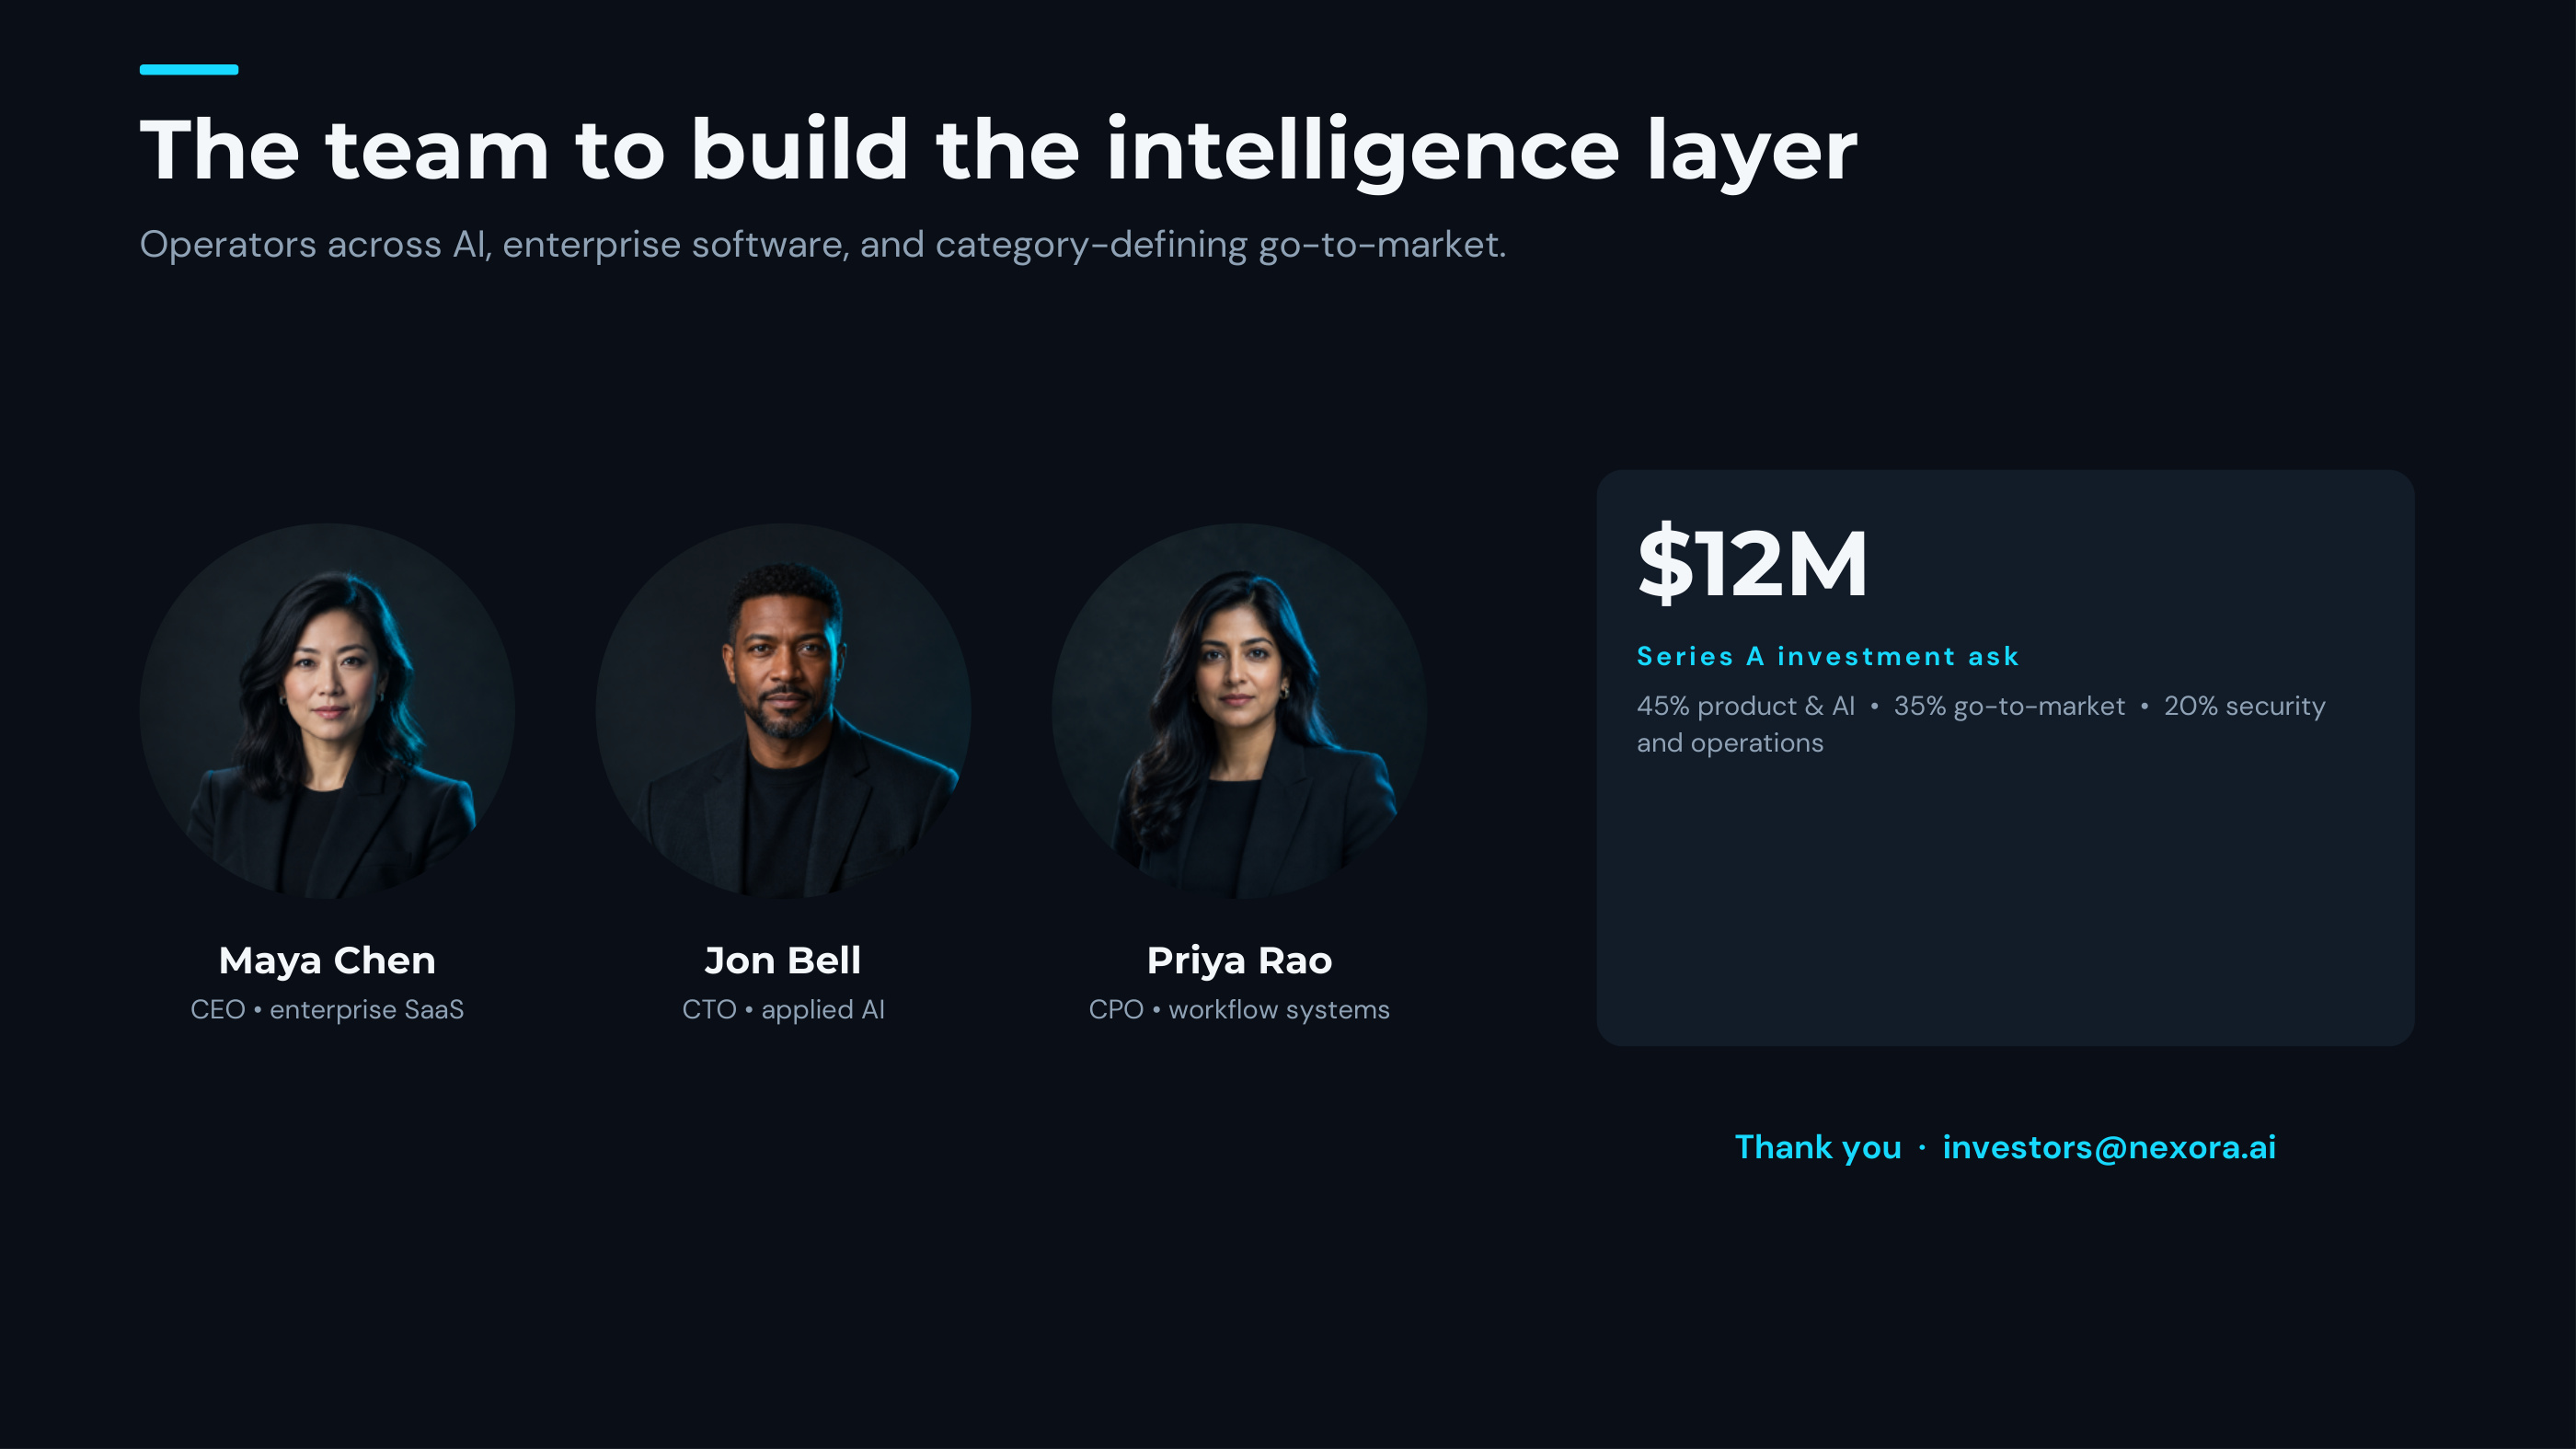 The team to build the intelligence layer
Operators across AI, enterprise software, and category-defining go-to-market.
Maya Chen
CEO • enterprise SaaS
Jon Bell
CTO • applied AI
Priya Rao
CPO • workflow systems
$12M
Series A investment ask
45% product & AI • 35% go-to-market • 20% security
and operations
Thank you · investors@nexora.ai